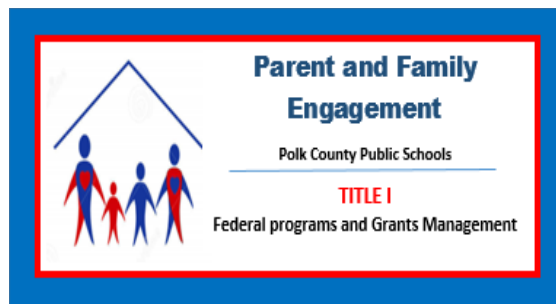 Parent and Family
Engagement
Polk County Public Schools
TITLE I
Federal programs and Grants Management